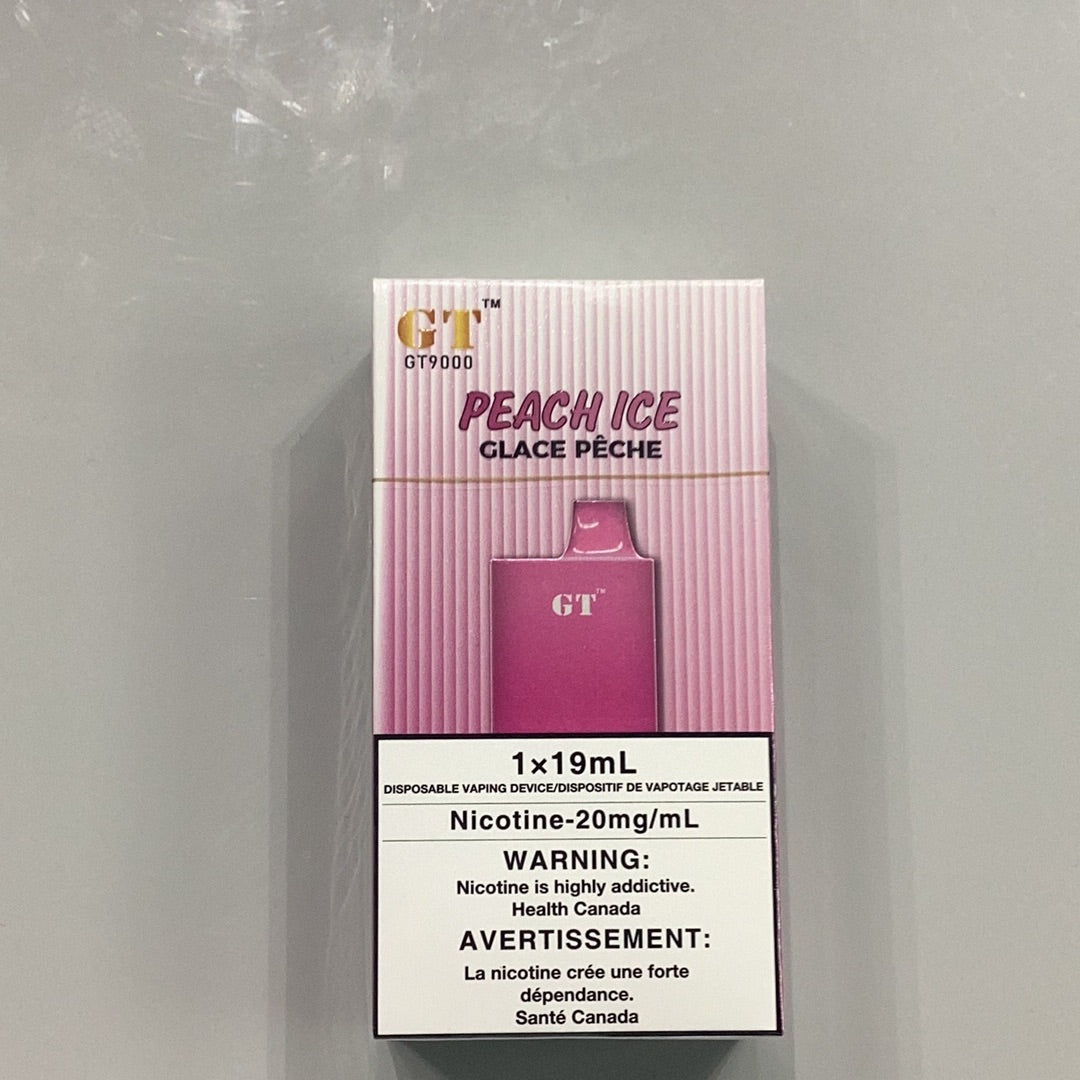 GT™
GT9000
PEACH ICE
GLACE PÊCHE
GT™
1×19mL
DISPOSABLE VAPING DEVICE/DISPOSITIF DE VAPOTAGE JETABLE
Nicotine-20mg/mL
WARNING:
Nicotine is highly addictive.
Health Canada
AVERTISSEMENT:
La nicotine crée une forte
dépendance.
Santé Canada